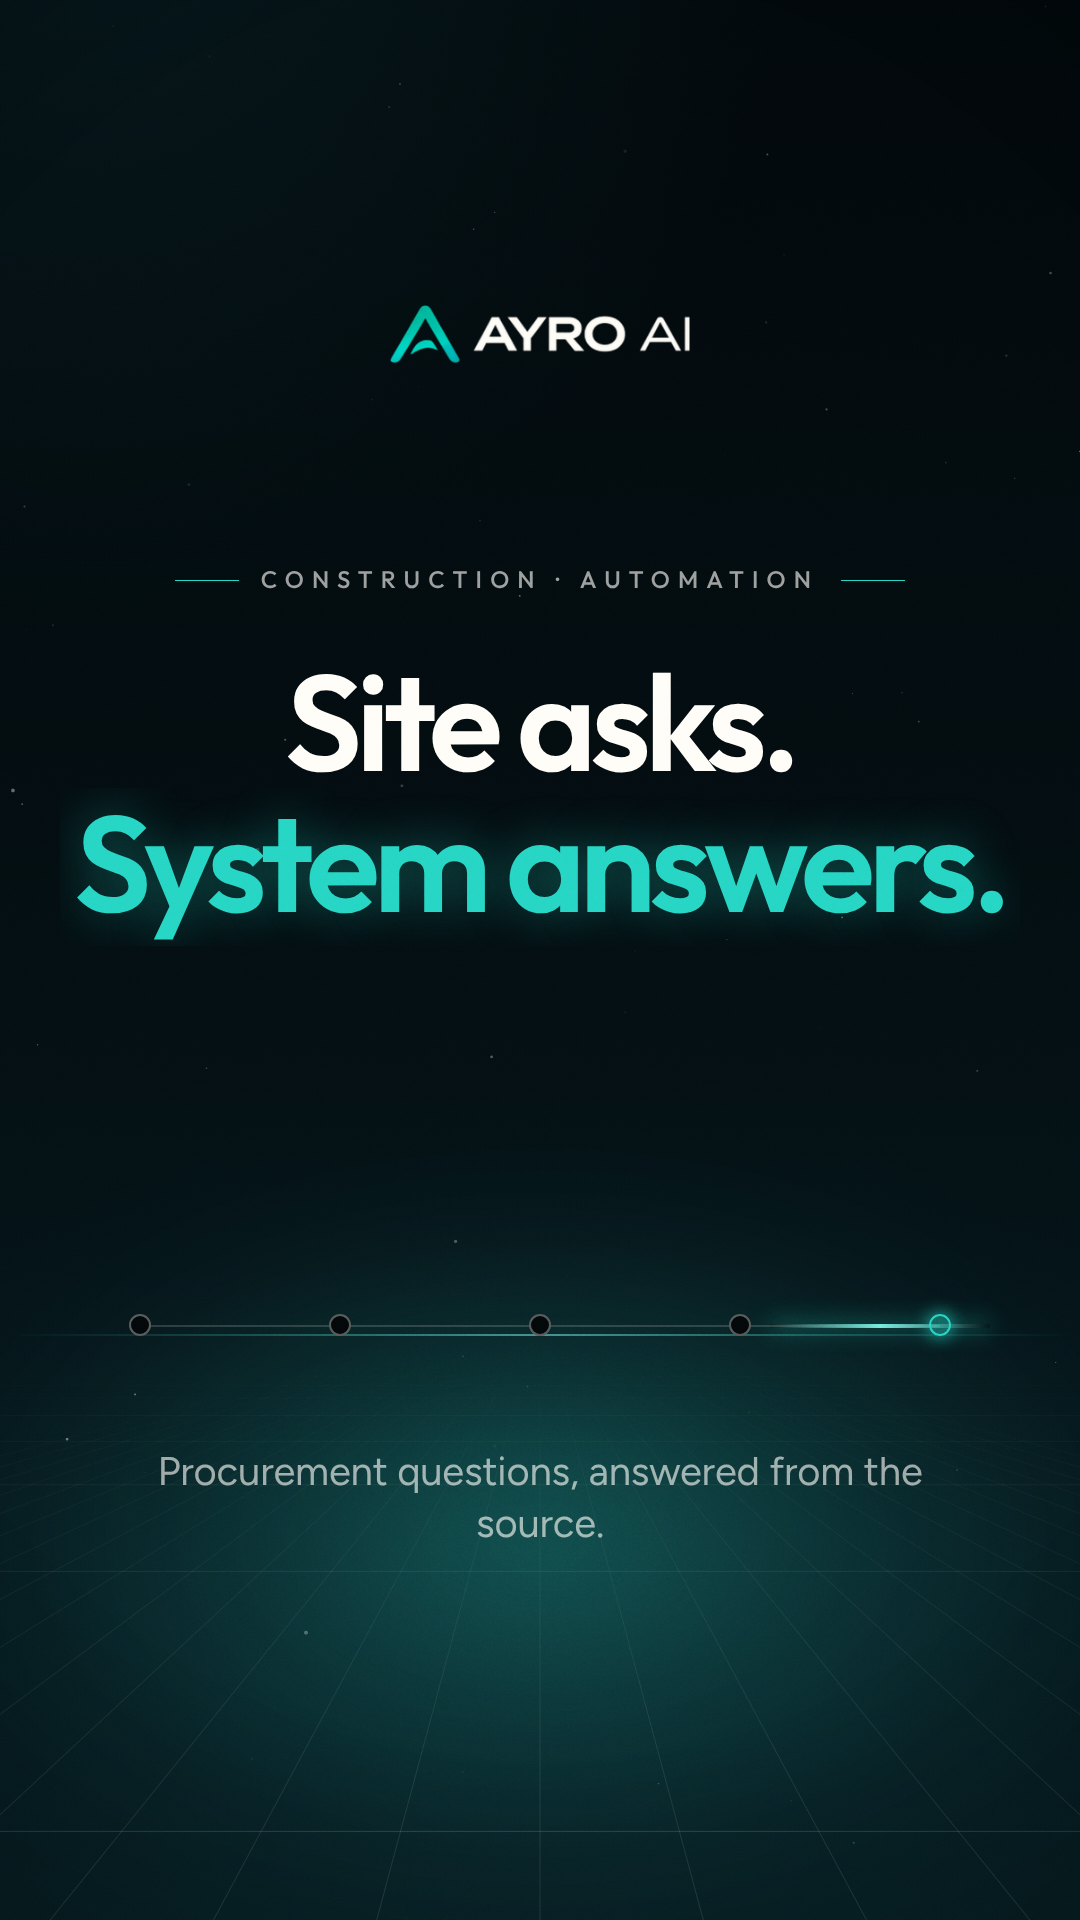 AYRO AI
CONSTRUCTION · AUTOMATION
Site asks.
System answers.
Procurement questions, answered from the
source.